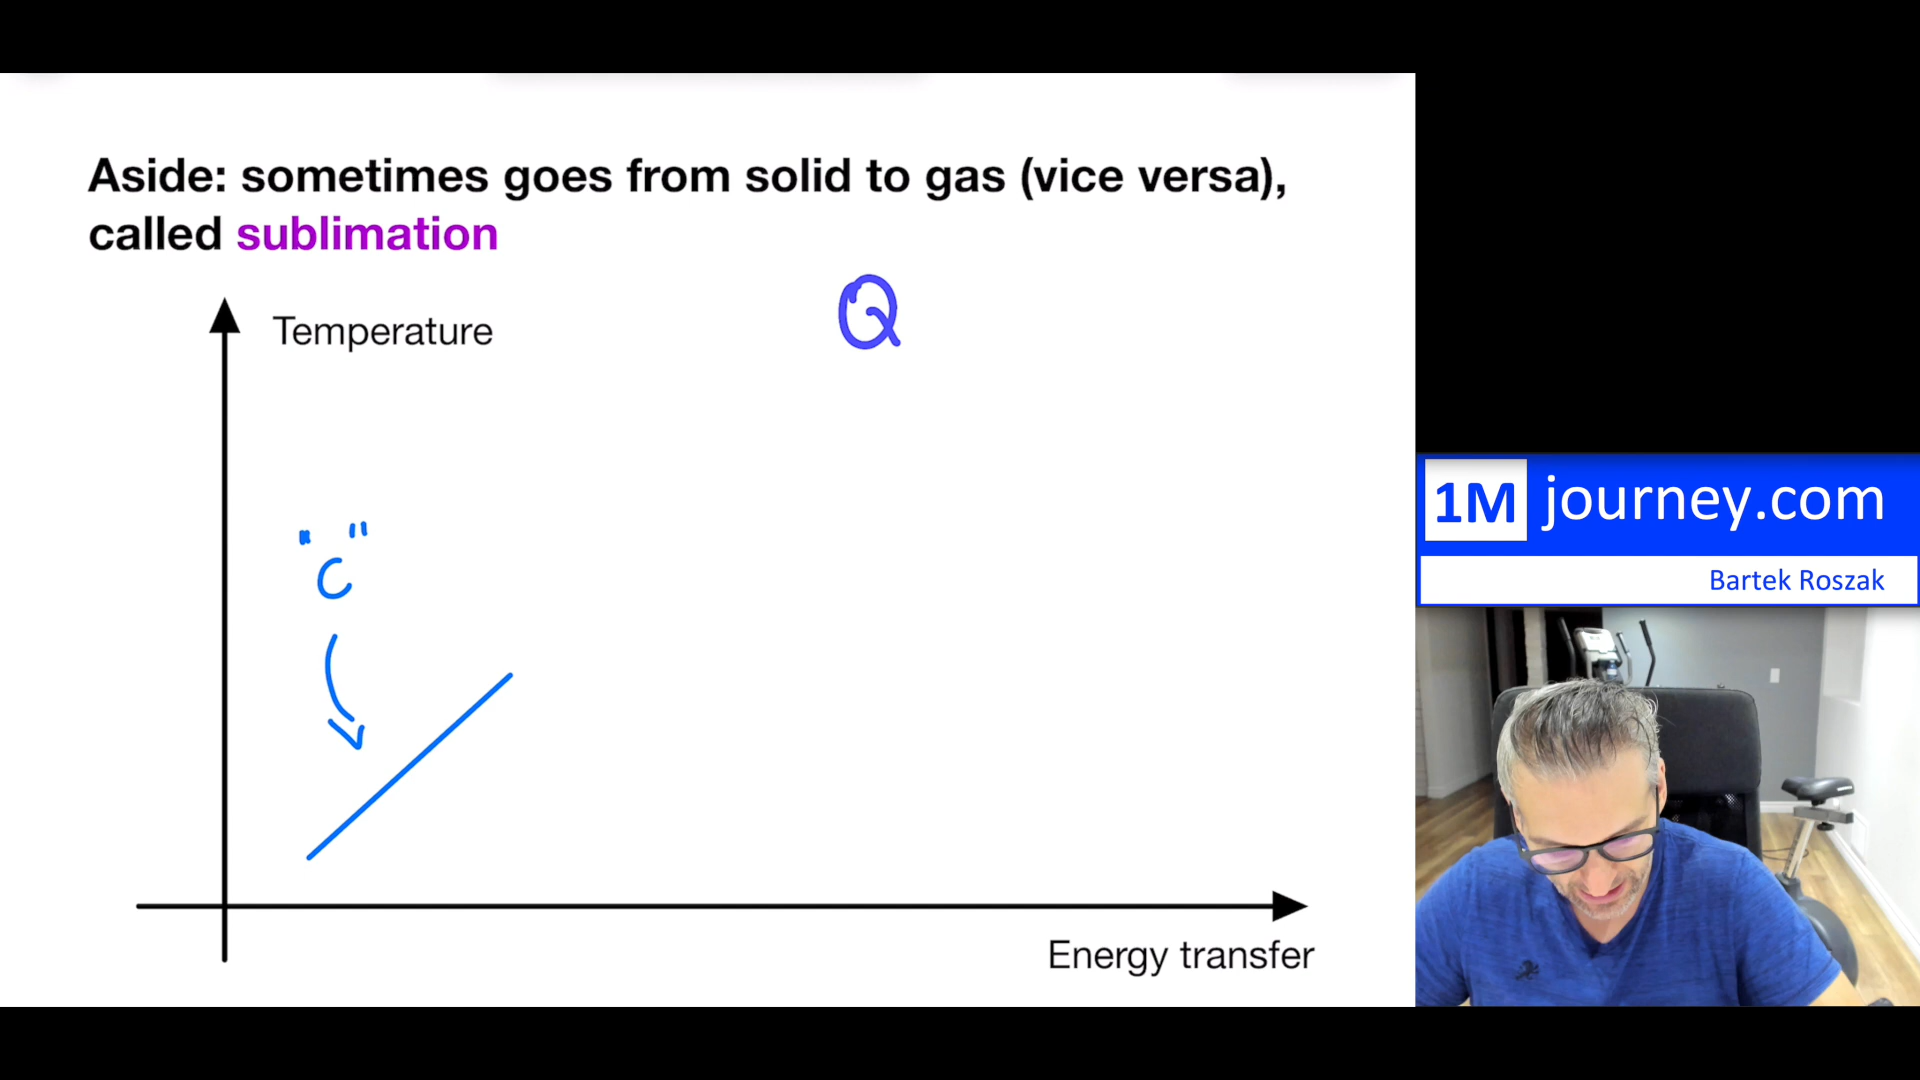 Aside: sometimes goes from solid to gas (vice versa),
called sublimation
Q
Temperature
"C"
Energy transfer
1M journey.com
Bartek Roszak